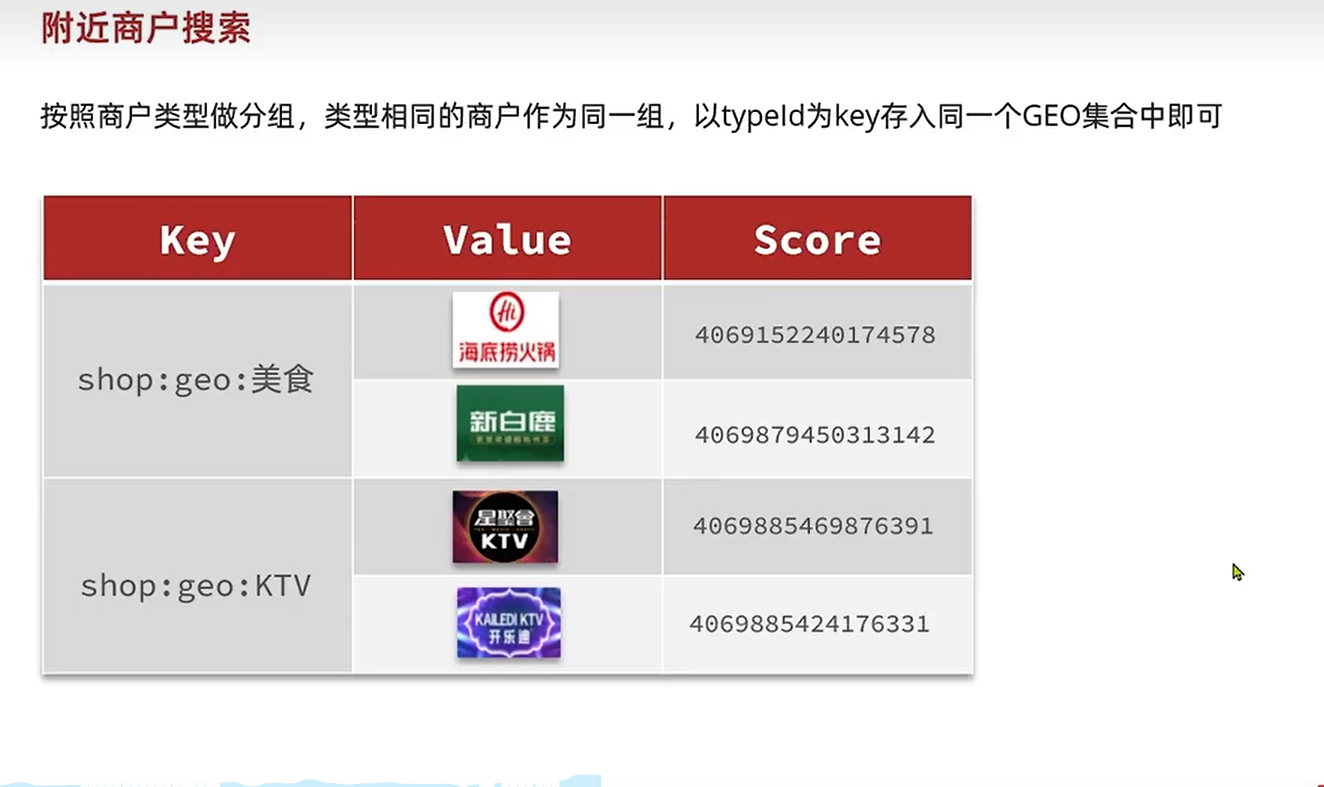 附近商户搜索
按照商户类型做分组，类型相同的商户作为同一组，以typeId为key存入同一个GEO集合中即可
Key Value Score
shop:geo:美食
Hi
海底捞火锅
4069152240174578
新白鹿
4069879450313142
shop:geo:KTV
星聚會
KTV
4069885469876391
KAILEDI KTV
开乐迪
4069885424176331